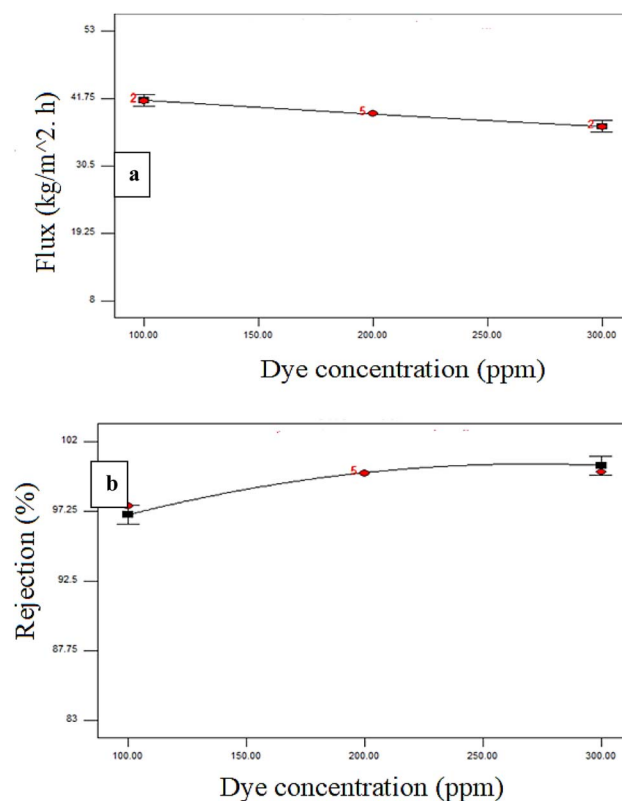 53
41.75
2
5
2
30.5
a
19.25
8
Flux (kg/m^2. h)
100.00 150.00 200.00 250.00 300.00
Dye concentration (ppm)
102
b
5
97.25
92.5
87.75
83
Rejection (%)
100.00 150.00 200.00 250.00 300.00
Dye concentration (ppm)